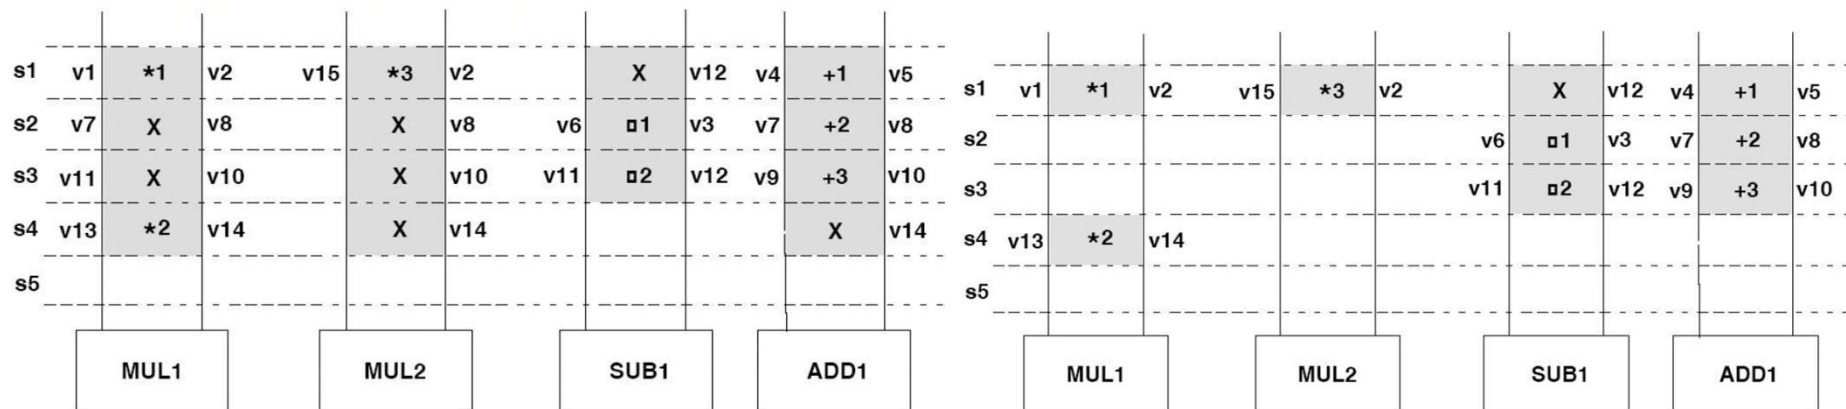 s1 v1 *1 v2 v15 *3 v2 X v12 v4 +1 v5
s2 v7 X v8 X v8 v6 ¤1 v3 v7 +2 v8
s3 v11 X v10 X v10 v11 ¤2 v12 v9 +3 v10
s4 v13 *2 v14 X v14 X v14
s5
MUL1 MUL2 SUB1 ADD1
s1 v1 *1 v2 v15 *3 v2 X v12 v4 +1 v5
s2 v6 ¤1 v3 v7 +2 v8
s3 v11 ¤2 v12 v9 +3 v10
s4 v13 *2 v14
s5
MUL1 MUL2 SUB1 ADD1